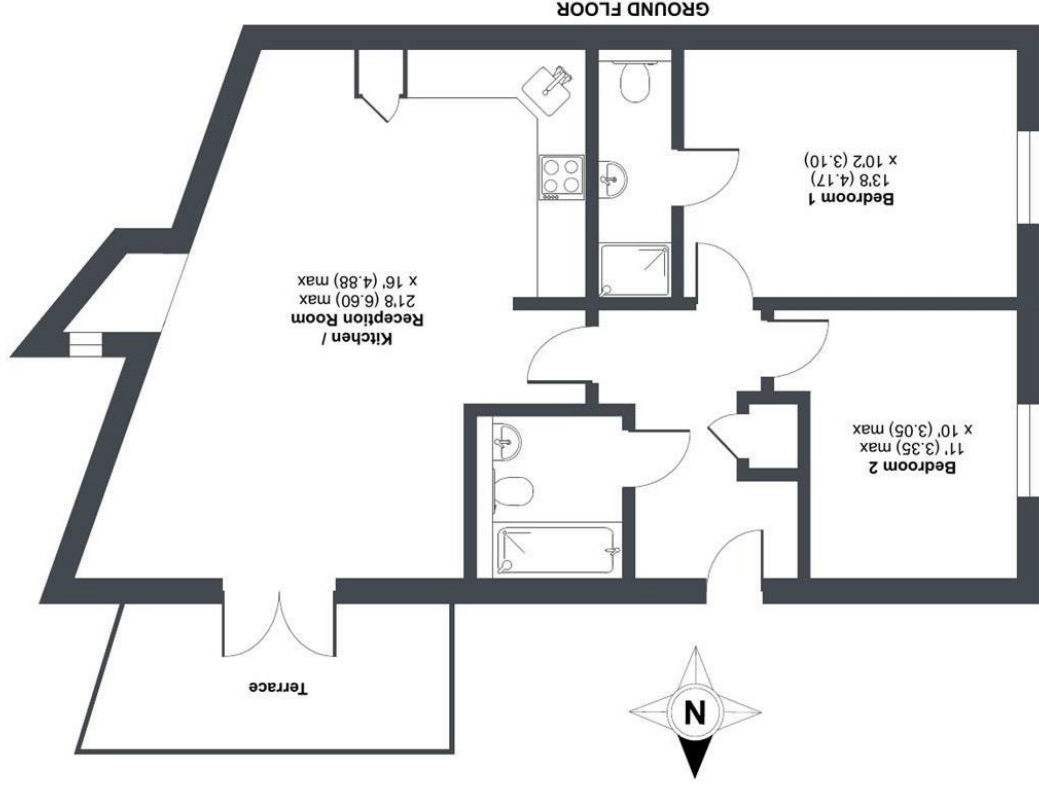 Terrace
N
Bedroom 2
11' (3.35) max
x 10' (3.05) max
Kitchen /
Reception Room
21'8 (6.60) max
x 16' (4.88) max
Bedroom 1
13'8 (4.17)
x 10'2 (3.10)
GROUND FLOOR